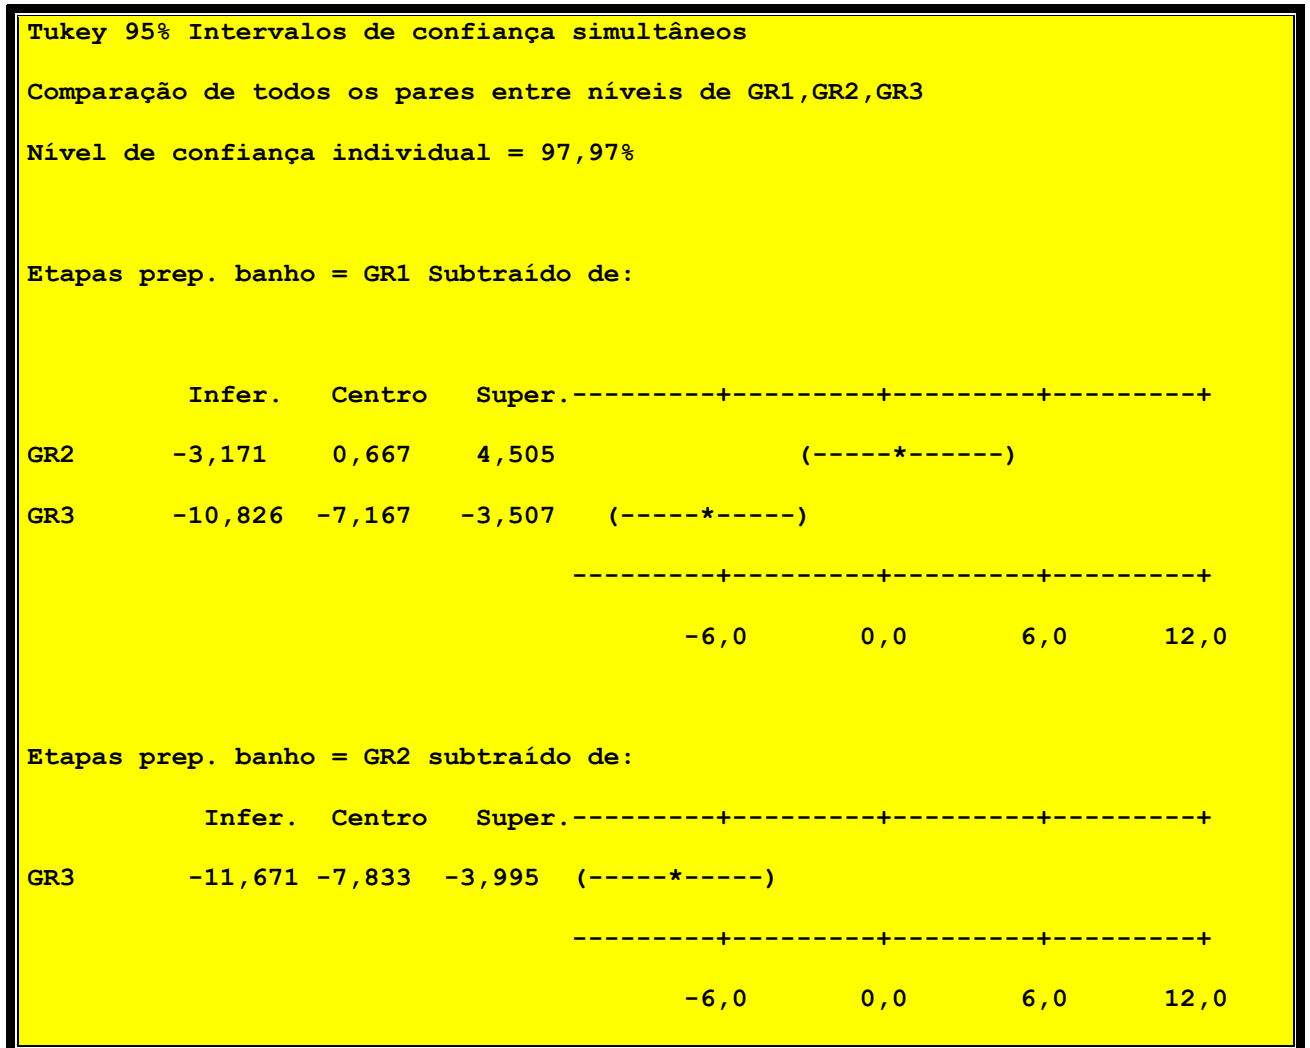 Tukey 95% Intervalos de confiança simultâneos
Comparação de todos os pares entre níveis de GR1,GR2,GR3
Nível de confiança individual = 97,97%
Etapas prep. banho = GR1 Subtraído de:
Infer. Centro Super.---------+---------+---------+---------+
GR2 -3,171 0,667 4,505 (-----*------)
GR3 -10,826 -7,167 -3,507 (-----*-----)
---------+---------+---------+---------+
-6,0 0,0 6,0 12,0
Etapas prep. banho = GR2 subtraído de:
Infer. Centro Super.---------+---------+---------+---------+
GR3 -11,671 -7,833 -3,995 (-----*-----)
---------+---------+---------+---------+
-6,0 0,0 6,0 12,0